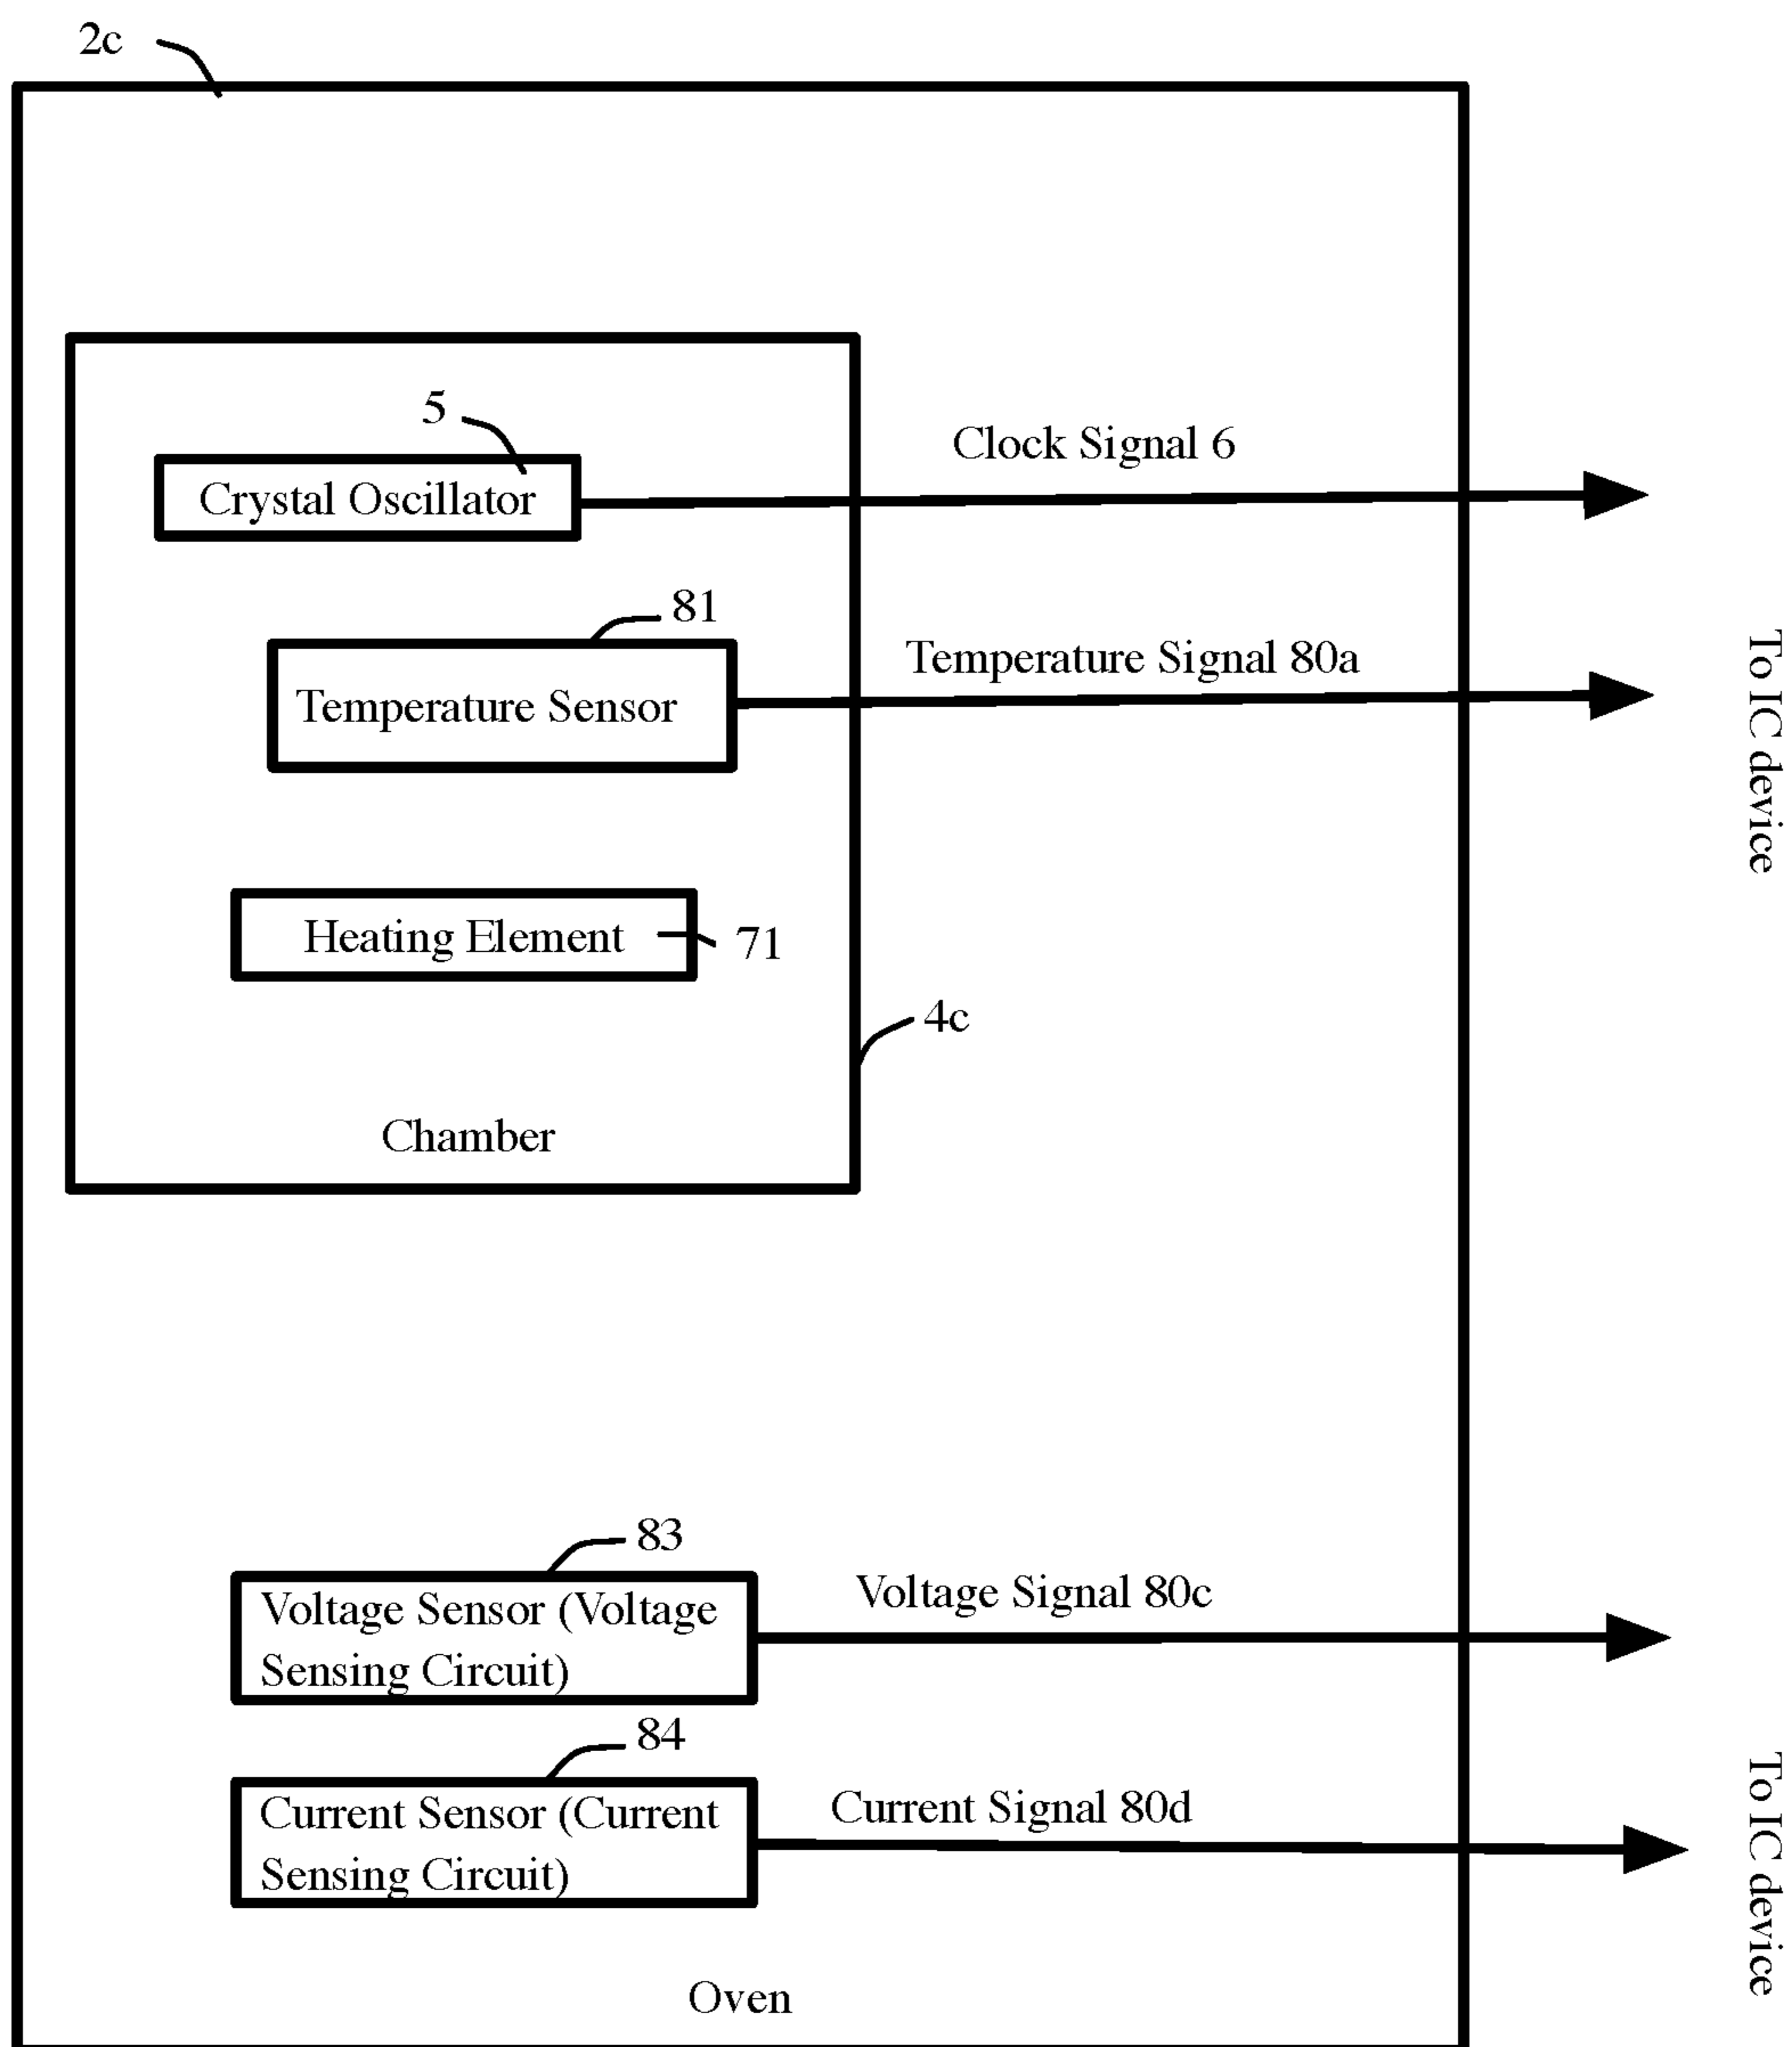 2c
5
Clock Signal 6
Crystal Oscillator
81
Temperature Signal 80a
Temperature Sensor
To IC device
Heating Element
71
4c
Chamber
83
Voltage Signal 80c
Voltage Sensor (Voltage
Sensing Circuit)
84
Current Signal 80d
Current Sensor (Current
Sensing Circuit)
To IC device
Oven